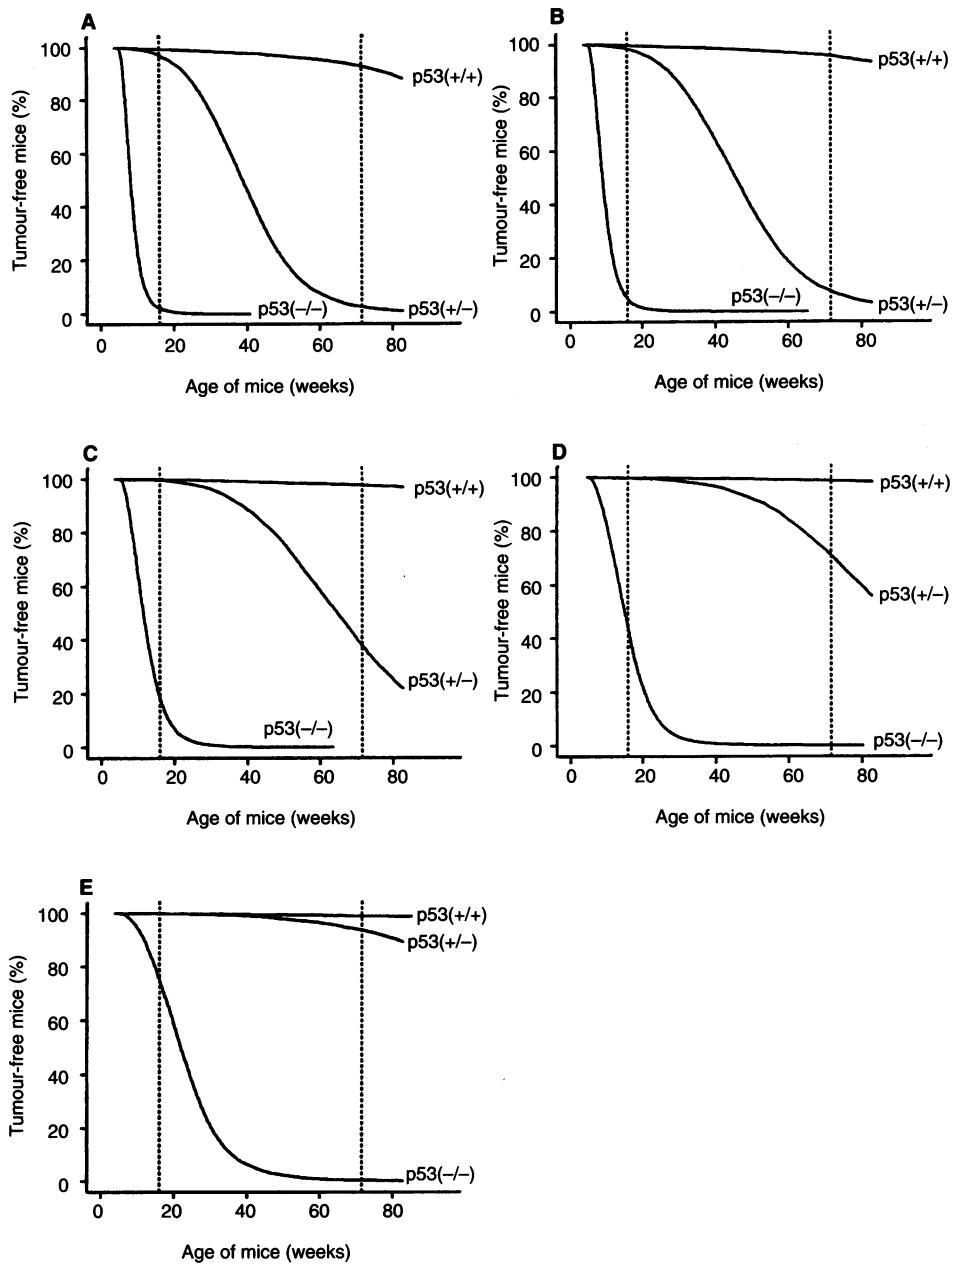 A
Tumour-free mice (%)
100
80
60
40
20
0
p53(+/+)
p53(−/−)
p53(+/−)
0 20 40 60 80
Age of mice (weeks)
B
Tumour-free mice (%)
100
80
60
40
20
0
p53(+/+)
p53(−/−)
p53(+/−)
0 20 40 60 80
Age of mice (weeks)
C
Tumour-free mice (%)
100
80
60
40
20
0
p53(+/+)
p53(+/−)
p53(−/−)
0 20 40 60 80
Age of mice (weeks)
D
Tumour-free mice (%)
100
80
60
40
20
0
p53(+/+)
p53(+/−)
p53(−/−)
0 20 40 60 80
Age of mice (weeks)
E
Tumour-free mice (%)
100
80
60
40
20
0
p53(+/+)
p53(+/−)
p53(−/−)
0 20 40 60 80
Age of mice (weeks)